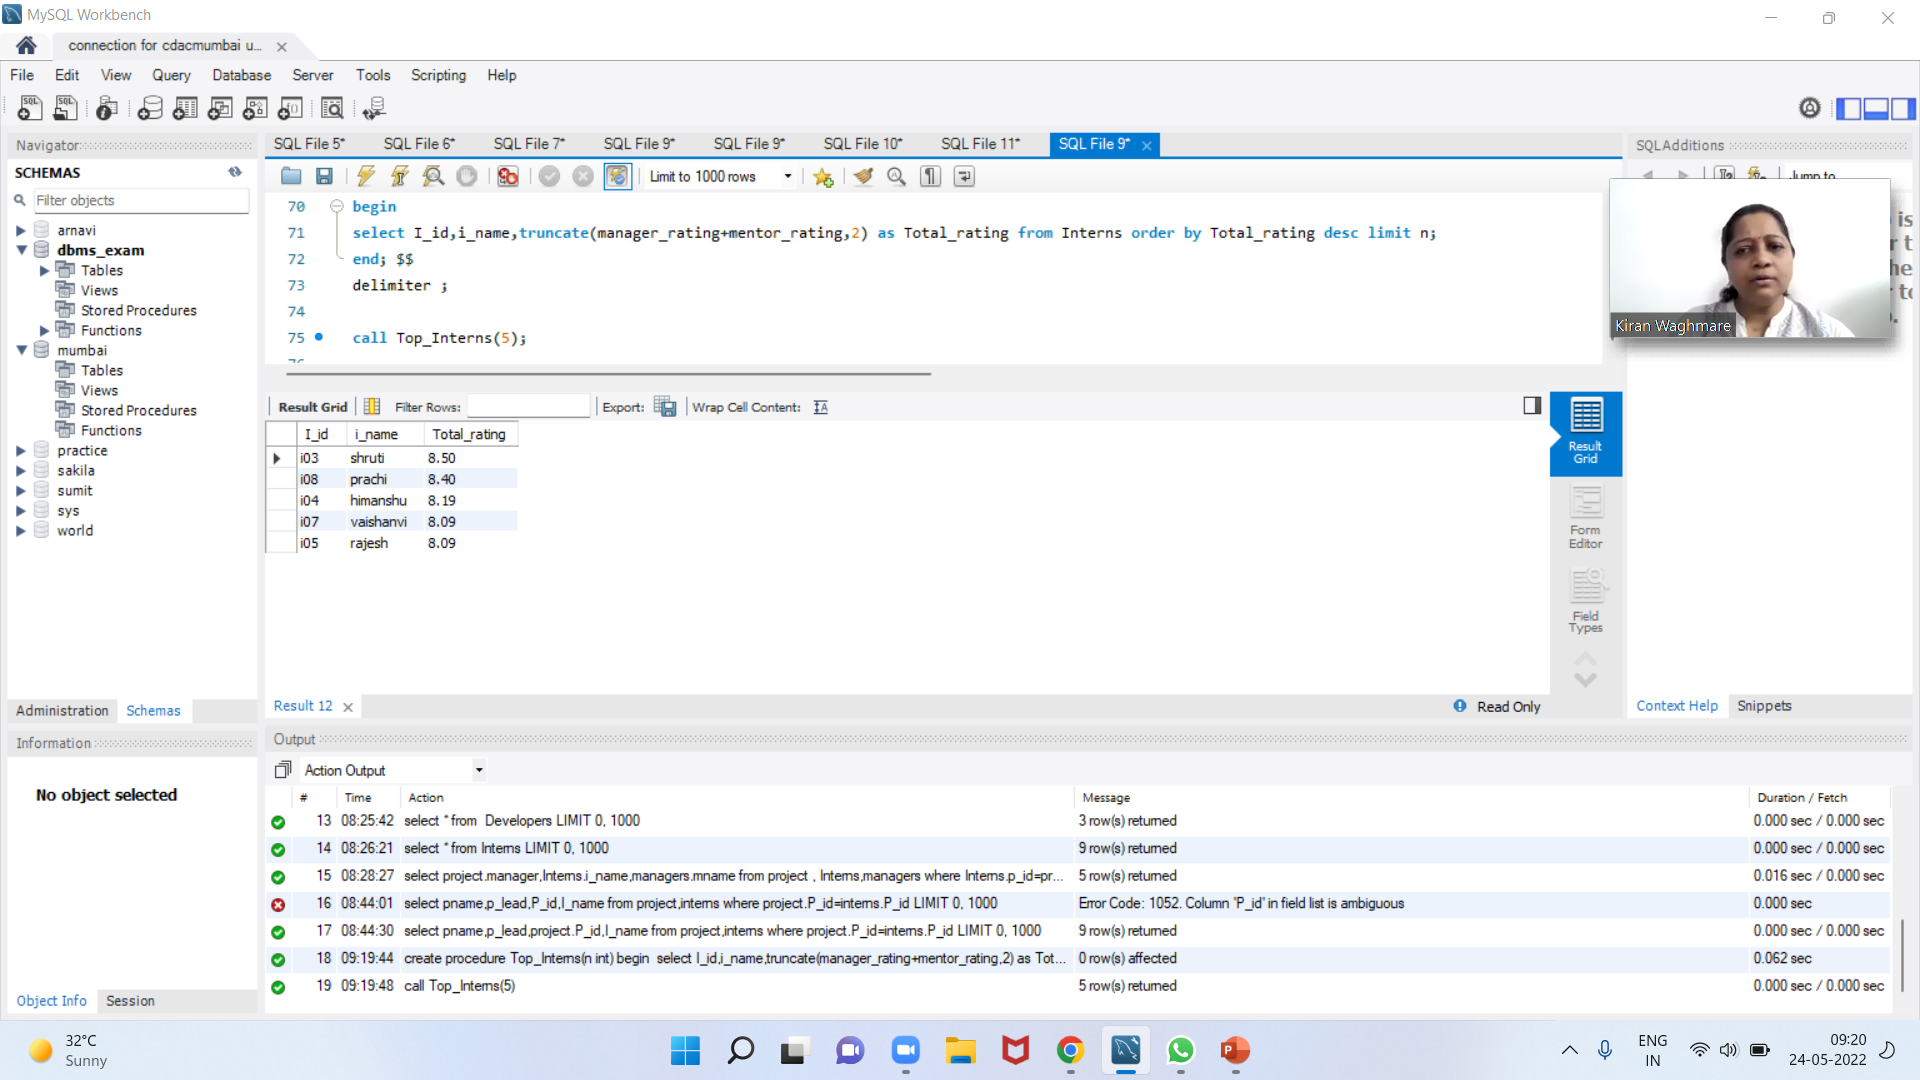 MySQL Workbench
connection for cdacmumbai u...
File Edit View Query Database Server Tools Scripting Help
Navigator
SCHEMAS
Filter objects
arnavi
dbms_exam
Tables
Views
Stored Procedures
Functions
mumbai
Tables
Views
Stored Procedures
Functions
practice
sakila
sumit
sys
world
Administration Schemas
Information
No object selected
Object Info Session
SQL File 5* SQL File 6* SQL File 7* SQL File 9* SQL File 9* SQL File 10* SQL File 11* SQL File 9*
Limit to 1000 rows
70 begin
71 select I_id,i_name,truncate(manager_rating+mentor_rating,2) as Total_rating from Interns order by Total_rating desc limit n;
72 end; $$
73 delimiter ;
74
75 call Top_Interns(5);
Result Grid Filter Rows: Export: Wrap Cell Content:
I_id i_name Total_rating
i03 shruti 8.50
i08 prachi 8.40
i04 himanshu 8.19
i07 vaishanvi 8.09
i05 rajesh 8.09
Result Grid
Form Editor
Field Types
Result 12
Read Only
SQLAdditions
Jump to
Kiran Waghmare
Context Help Snippets
Output
Action Output
# Time Action Message Duration / Fetch
13 08:25:42 select * from Developers LIMIT 0, 1000 3 row(s) returned 0.000 sec / 0.000 sec
14 08:26:21 select * from Interns LIMIT 0, 1000 9 row(s) returned 0.000 sec / 0.000 sec
15 08:28:27 select project.manager,Interns.i_name,managers.mname from project , Interns,managers where Interns.p_id=pr... 5 row(s) returned 0.016 sec / 0.000 sec
16 08:44:01 select pname,p_lead,P_id,I_name from project,interns where project.P_id=interns.P_id LIMIT 0, 1000 Error Code: 1052. Column 'P_id' in field list is ambiguous 0.000 sec
17 08:44:30 select pname,p_lead,project.P_id,I_name from project,interns where project.P_id=interns.P_id LIMIT 0, 1000 9 row(s) returned 0.000 sec / 0.000 sec
18 09:19:44 create procedure Top_Interns(n int) begin select I_id,i_name,truncate(manager_rating+mentor_rating,2) as Tot... 0 row(s) affected 0.062 sec
19 09:19:48 call Top_Interns(5) 5 row(s) returned 0.000 sec / 0.000 sec
32°C
Sunny
ENG
IN
09:20
24-05-2022